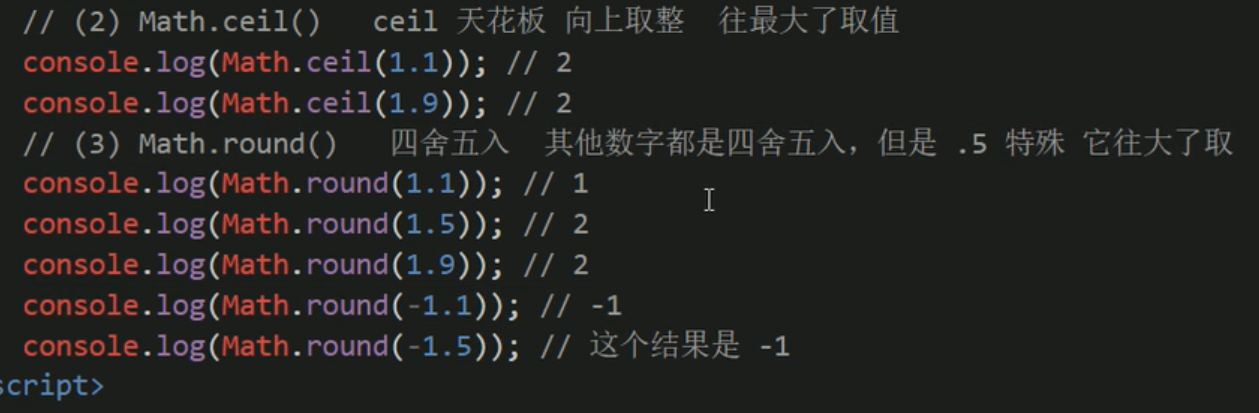 // (2) Math.ceil()   ceil 天花板 向上取整  往最大了取值
console.log(Math.ceil(1.1)); // 2
console.log(Math.ceil(1.9)); // 2
// (3) Math.round()   四舍五入  其他数字都是四舍五入，但是 .5 特殊 它往大了取
console.log(Math.round(1.1)); // 1
console.log(Math.round(1.5)); // 2
console.log(Math.round(1.9)); // 2
console.log(Math.round(-1.1)); // -1
console.log(Math.round(-1.5)); // 这个结果是 -1
script>